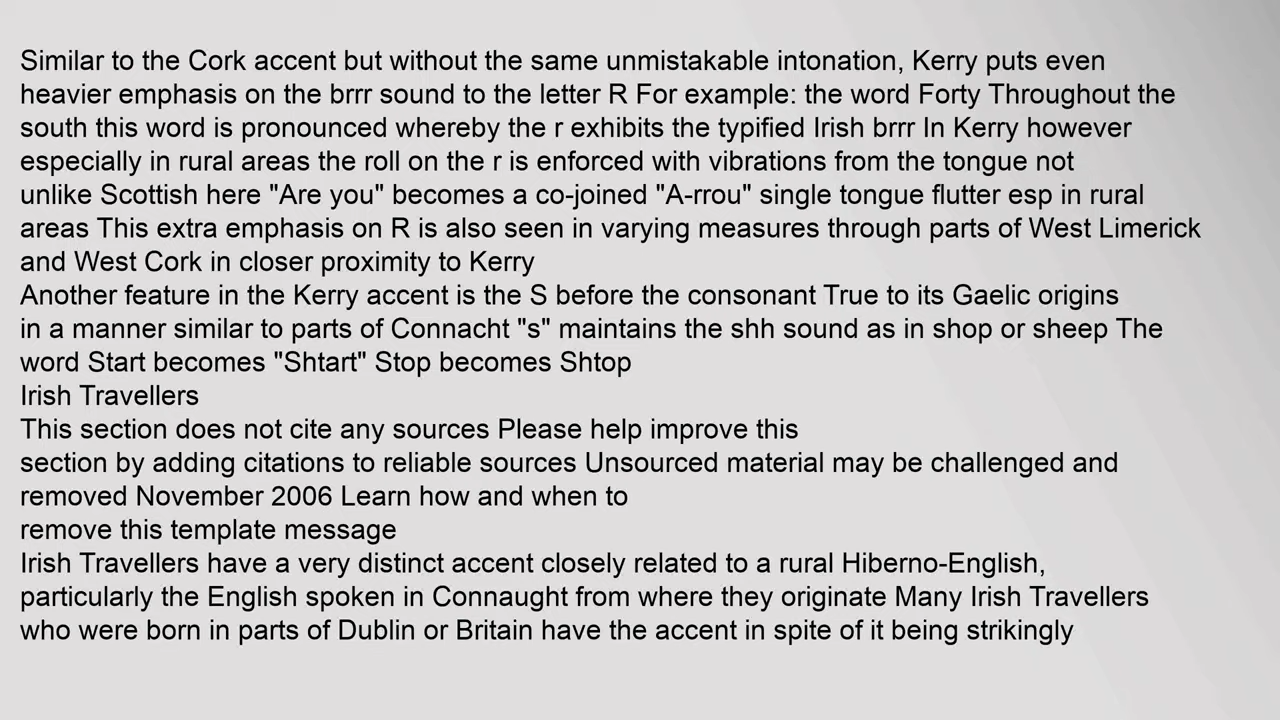 Similar to the Cork accent but without the same unmistakable intonation, Kerry puts even
heavier emphasis on the brrr sound to the letter R For example: the word Forty Throughout the
south this word is pronounced whereby the r exhibits the typified Irish brrr In Kerry however
especially in rural areas the roll on the r is enforced with vibrations from the tongue not
unlike Scottish here "Are you" becomes a co-joined "A-rrou" single tongue flutter esp in rural
areas This extra emphasis on R is also seen in varying measures through parts of West Limerick
and West Cork in closer proximity to Kerry
Another feature in the Kerry accent is the S before the consonant True to its Gaelic origins
in a manner similar to parts of Connacht "s" maintains the shh sound as in shop or sheep The
word Start becomes "Shtart" Stop becomes Shtop
Irish Travellers
This section does not cite any sources Please help improve this
section by adding citations to reliable sources Unsourced material may be challenged and
removed November 2006 Learn how and when to
remove this template message
Irish Travellers have a very distinct accent closely related to a rural Hiberno-English,
particularly the English spoken in Connaught from where they originate Many Irish Travellers
who were born in parts of Dublin or Britain have the accent in spite of it being strikingly